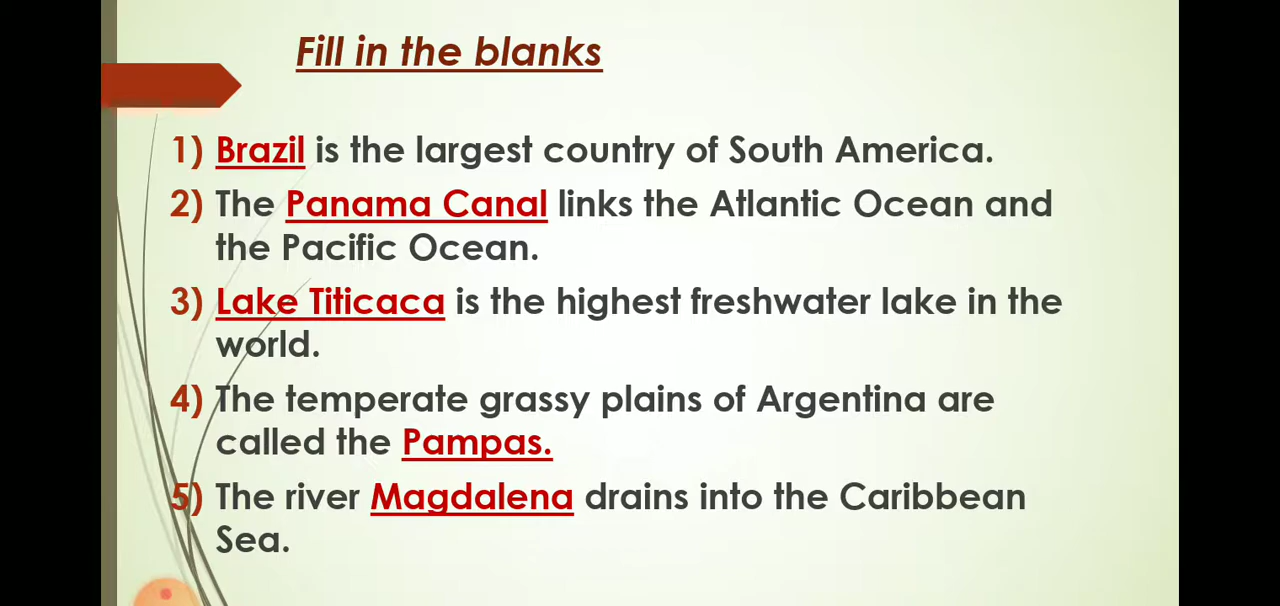 Fill in the blanks
1) Brazil is the largest country of South America.
2) The Panama Canal links the Atlantic Ocean and
the Pacific Ocean.
3) Lake Titicaca is the highest freshwater lake in the
world.
4) The temperate grassy plains of Argentina are
called the Pampas.
5) The river Magdalena drains into the Caribbean
Sea.